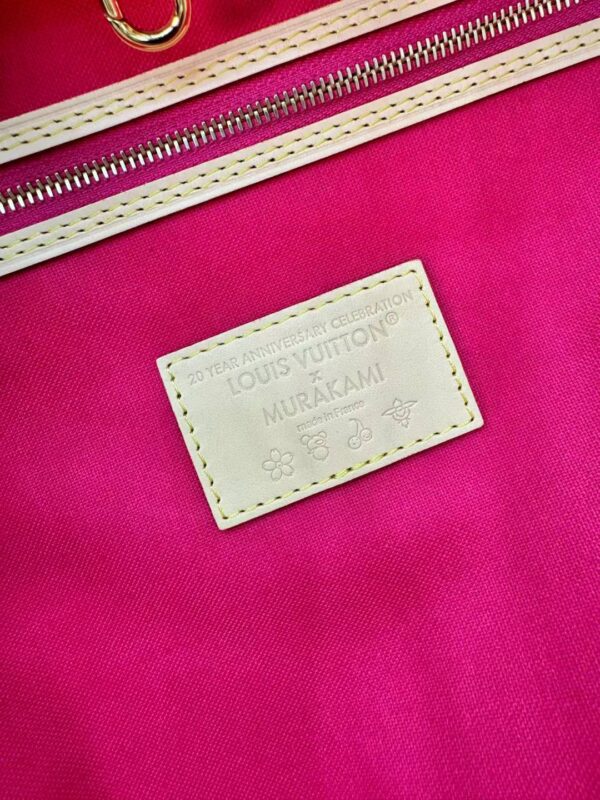 20 YEAR ANNIVERSARY CELEBRATION
LOUIS VUITTON®
x
MURAKAMI
made in France